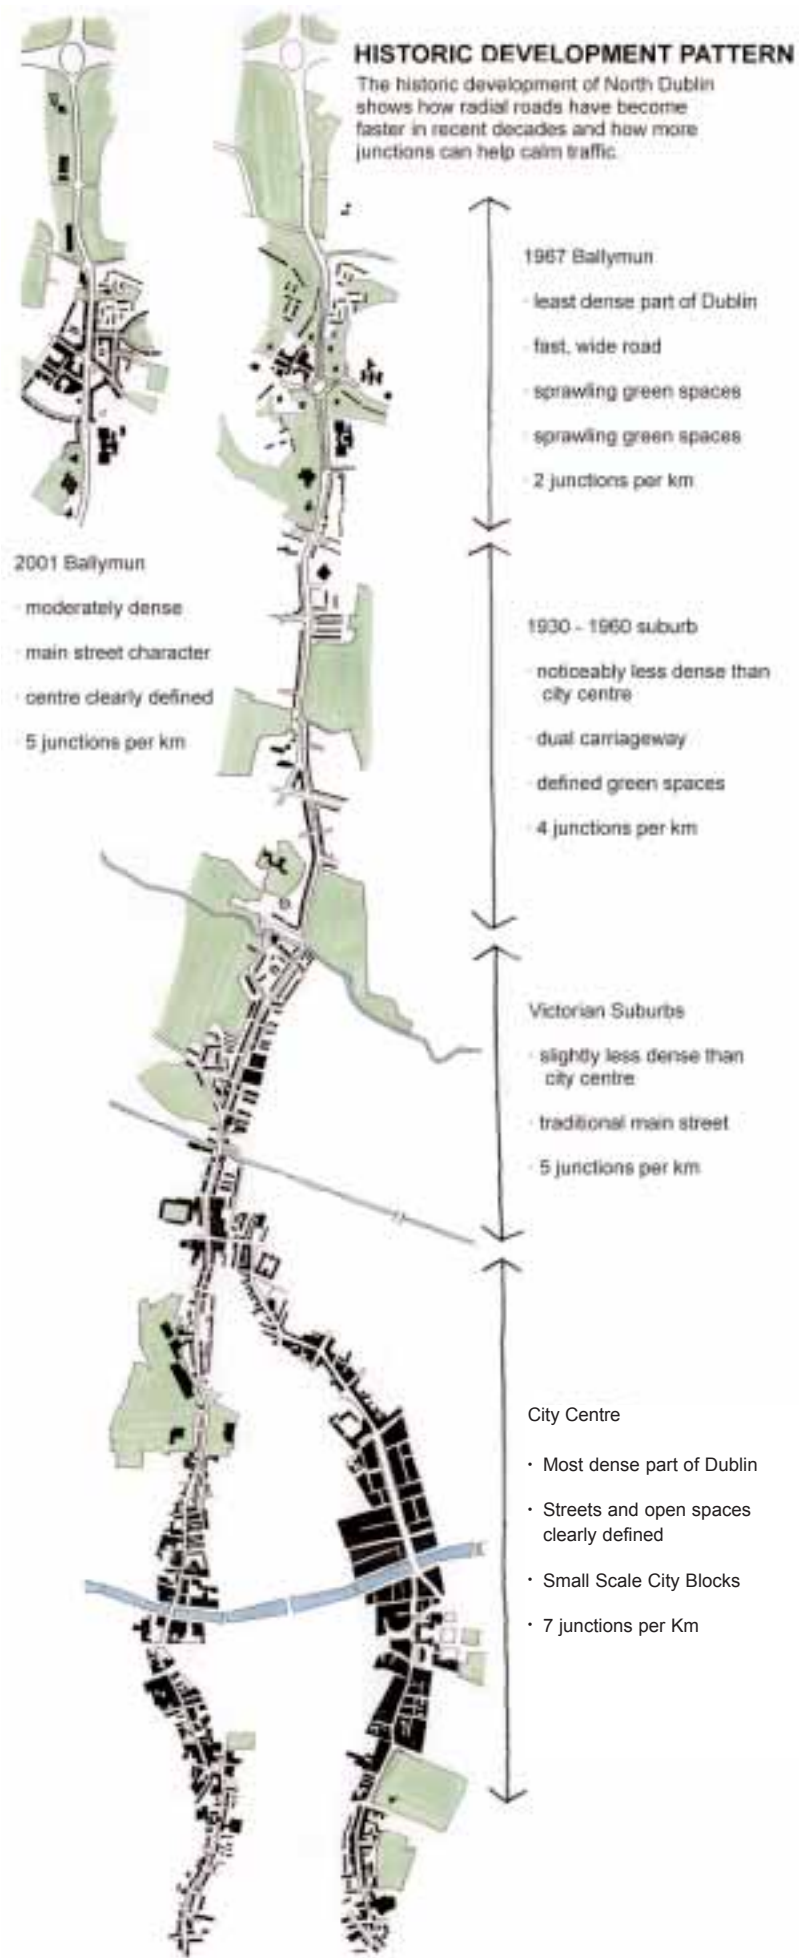 HISTORIC DEVELOPMENT PATTERN
The historic development of North Dublin
shows how radial roads have become
faster in recent decades and how more
junctions can help calm traffic.
1967 Ballymun
· least dense part of Dublin
· fast, wide road
· sprawling green spaces
· sprawling green spaces
· 2 junctions per km
2001 Ballymun
· moderately dense
· main street character
· centre clearly defined
· 5 junctions per km
1930 - 1960 suburb
· noticeably less dense than
city centre
· dual carriageway
· defined green spaces
· 4 junctions per km
Victorian Suburbs
· slightly less dense than
city centre
· traditional main street
· 5 junctions per km
City Centre
· Most dense part of Dublin
· Streets and open spaces
clearly defined
· Small Scale City Blocks
· 7 junctions per Km